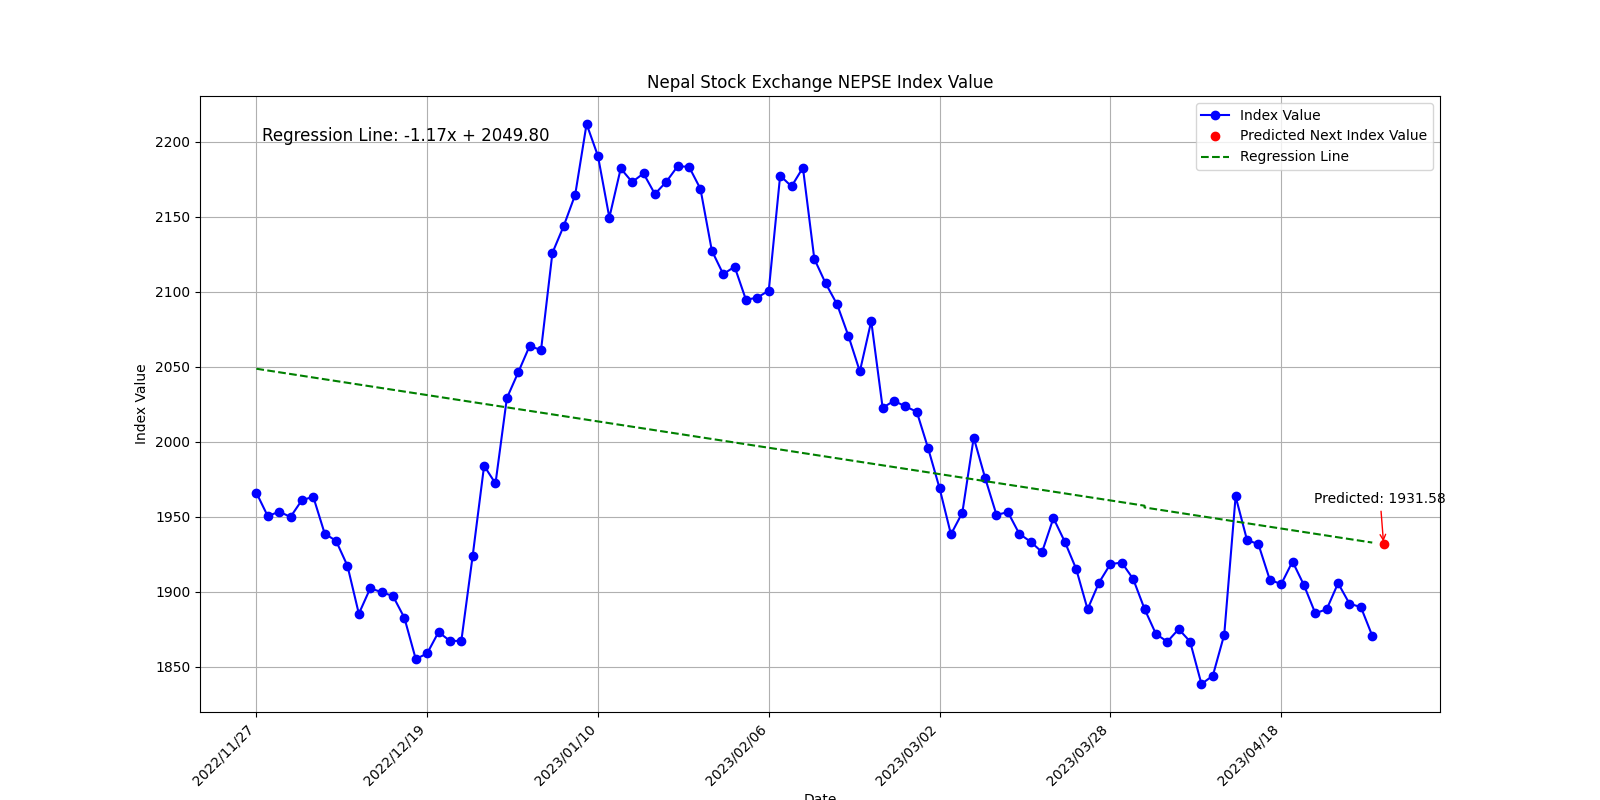 Nepal Stock Exchange NEPSE Index Value
Regression Line: -1.17x + 2049.80
Index Value
Predicted Next Index Value
Regression Line
2200
2150
2100
2050
2000
1950
1900
1850
Index Value
Predicted: 1931.58
2022/11/27
2022/12/19
2023/01/10
2023/02/06
2023/03/02
2023/03/28
2023/04/18
Date